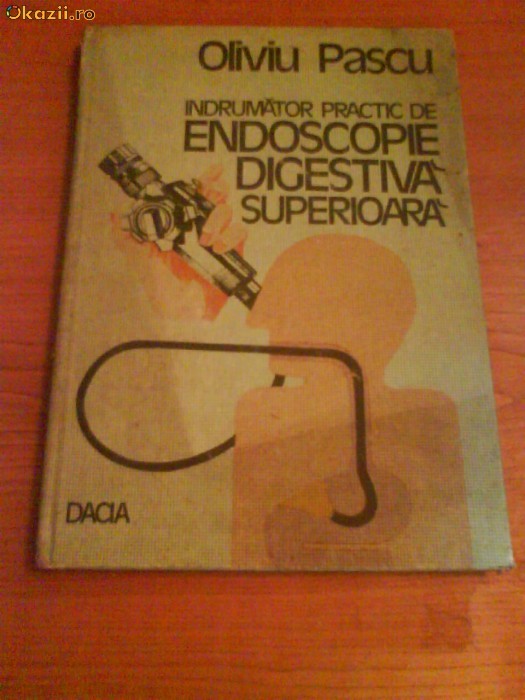 Okazii.ro
Oliviu Pascu
INDRUMĂTOR PRACTIC DE
ENDOSCOPIE
DIGESTIVĂ
SUPERIOARĂ
DACIA